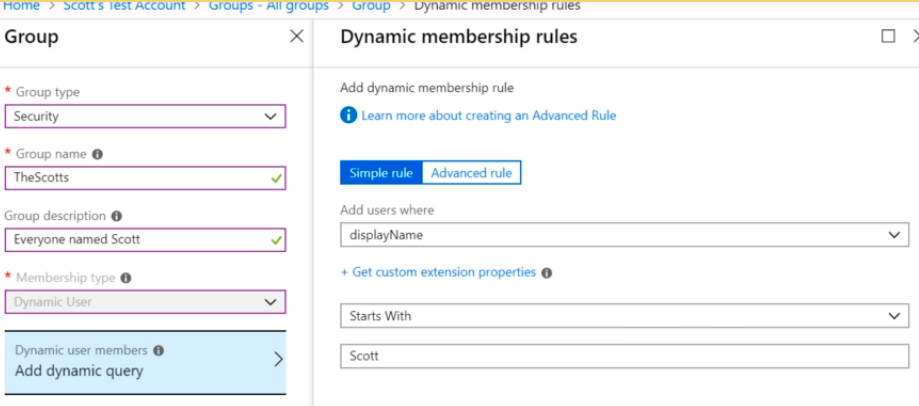 Home > Scott's Test Account > Groups - All groups > Group > Dynamic membership rules
Group
* Group type
Security
* Group name
TheScotts
Group description
Everyone named Scott
* Membership type
Dynamic User
Dynamic user members
Add dynamic query
Dynamic membership rules
Add dynamic membership rule
Learn more about creating an Advanced Rule
Simple rule Advanced rule
Add users where
displayName
+ Get custom extension properties
Starts With
Scott